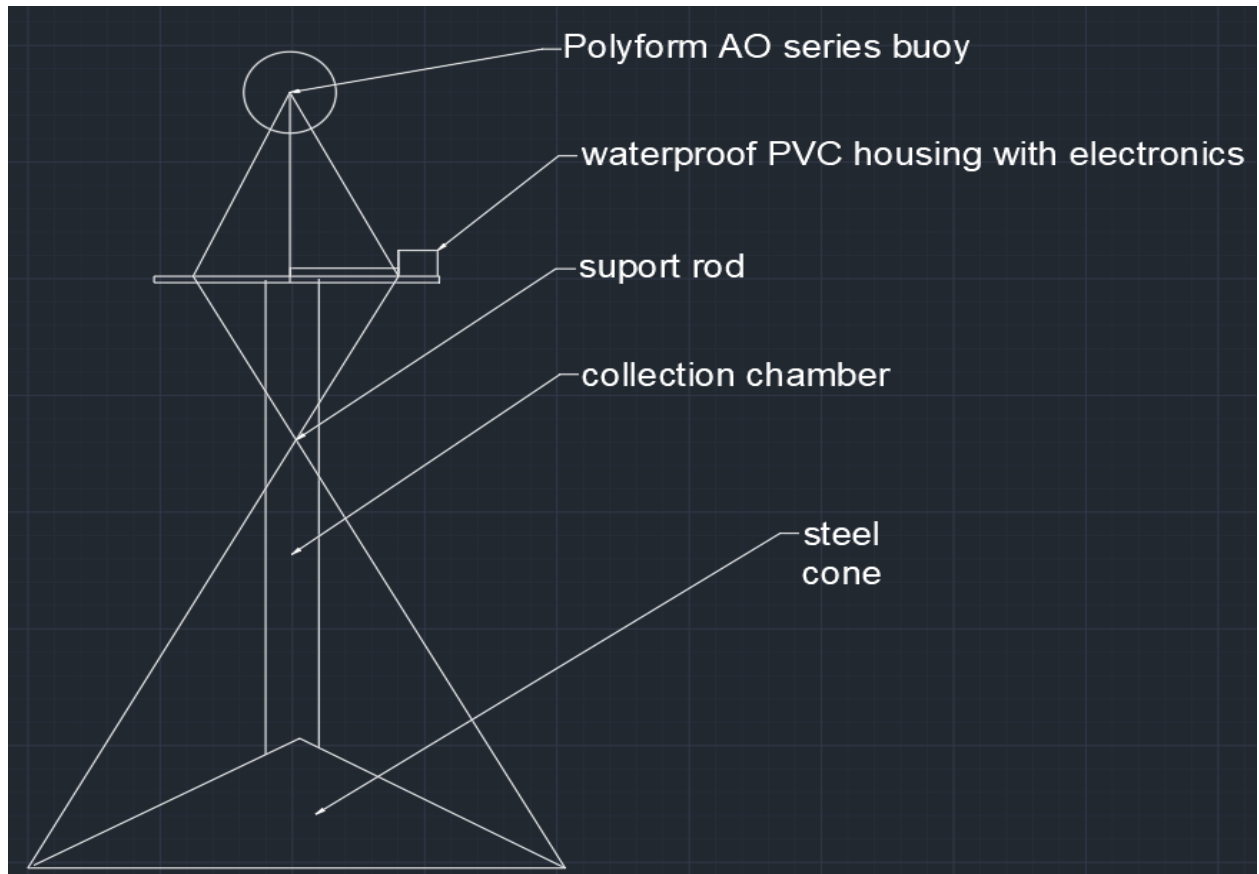 Polyform AO series buoy
waterproof PVC housing with electronics
suport rod
collection chamber
steel
cone